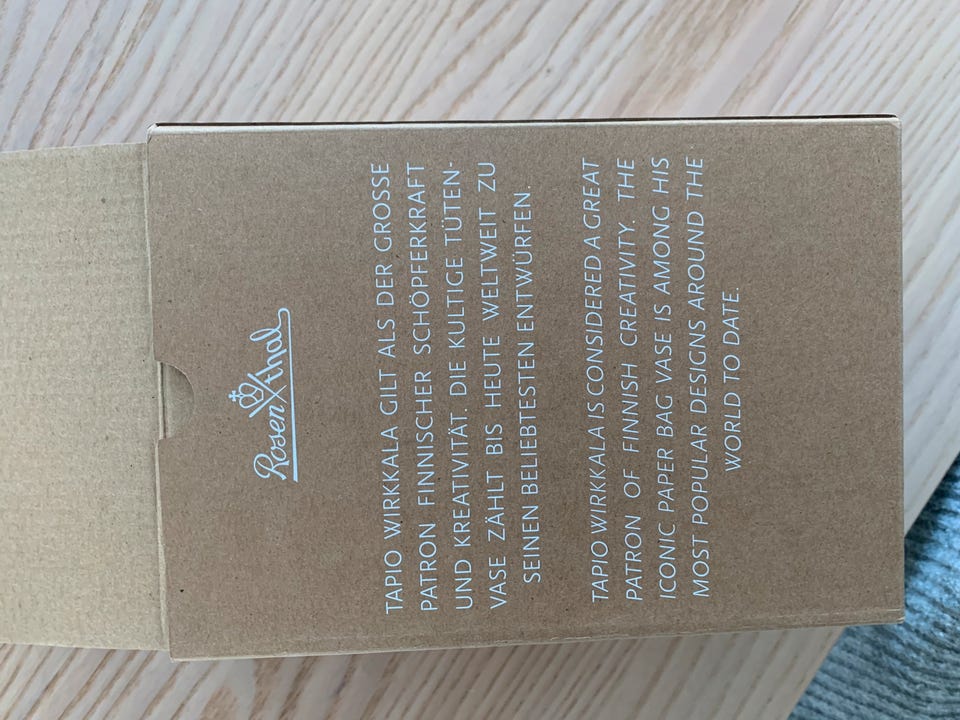 Rosenthal
TAPIO WIRKKALA GILT ALS DER GROSSE
PATRON FINNISCHER SCHÖPFERKRAFT
UND KREATIVITÄT. DIE KULTIGE TÜTEN-
VASE ZÄHLT BIS HEUTE WELTWEIT ZU
SEINEN BELIEBTESTEN ENTWÜRFEN.
TAPIO WIRKKALA IS CONSIDERED A GREAT
PATRON OF FINNISH CREATIVITY. THE
ICONIC PAPER BAG VASE IS AMONG HIS
MOST POPULAR DESIGNS AROUND THE
WORLD TO DATE.